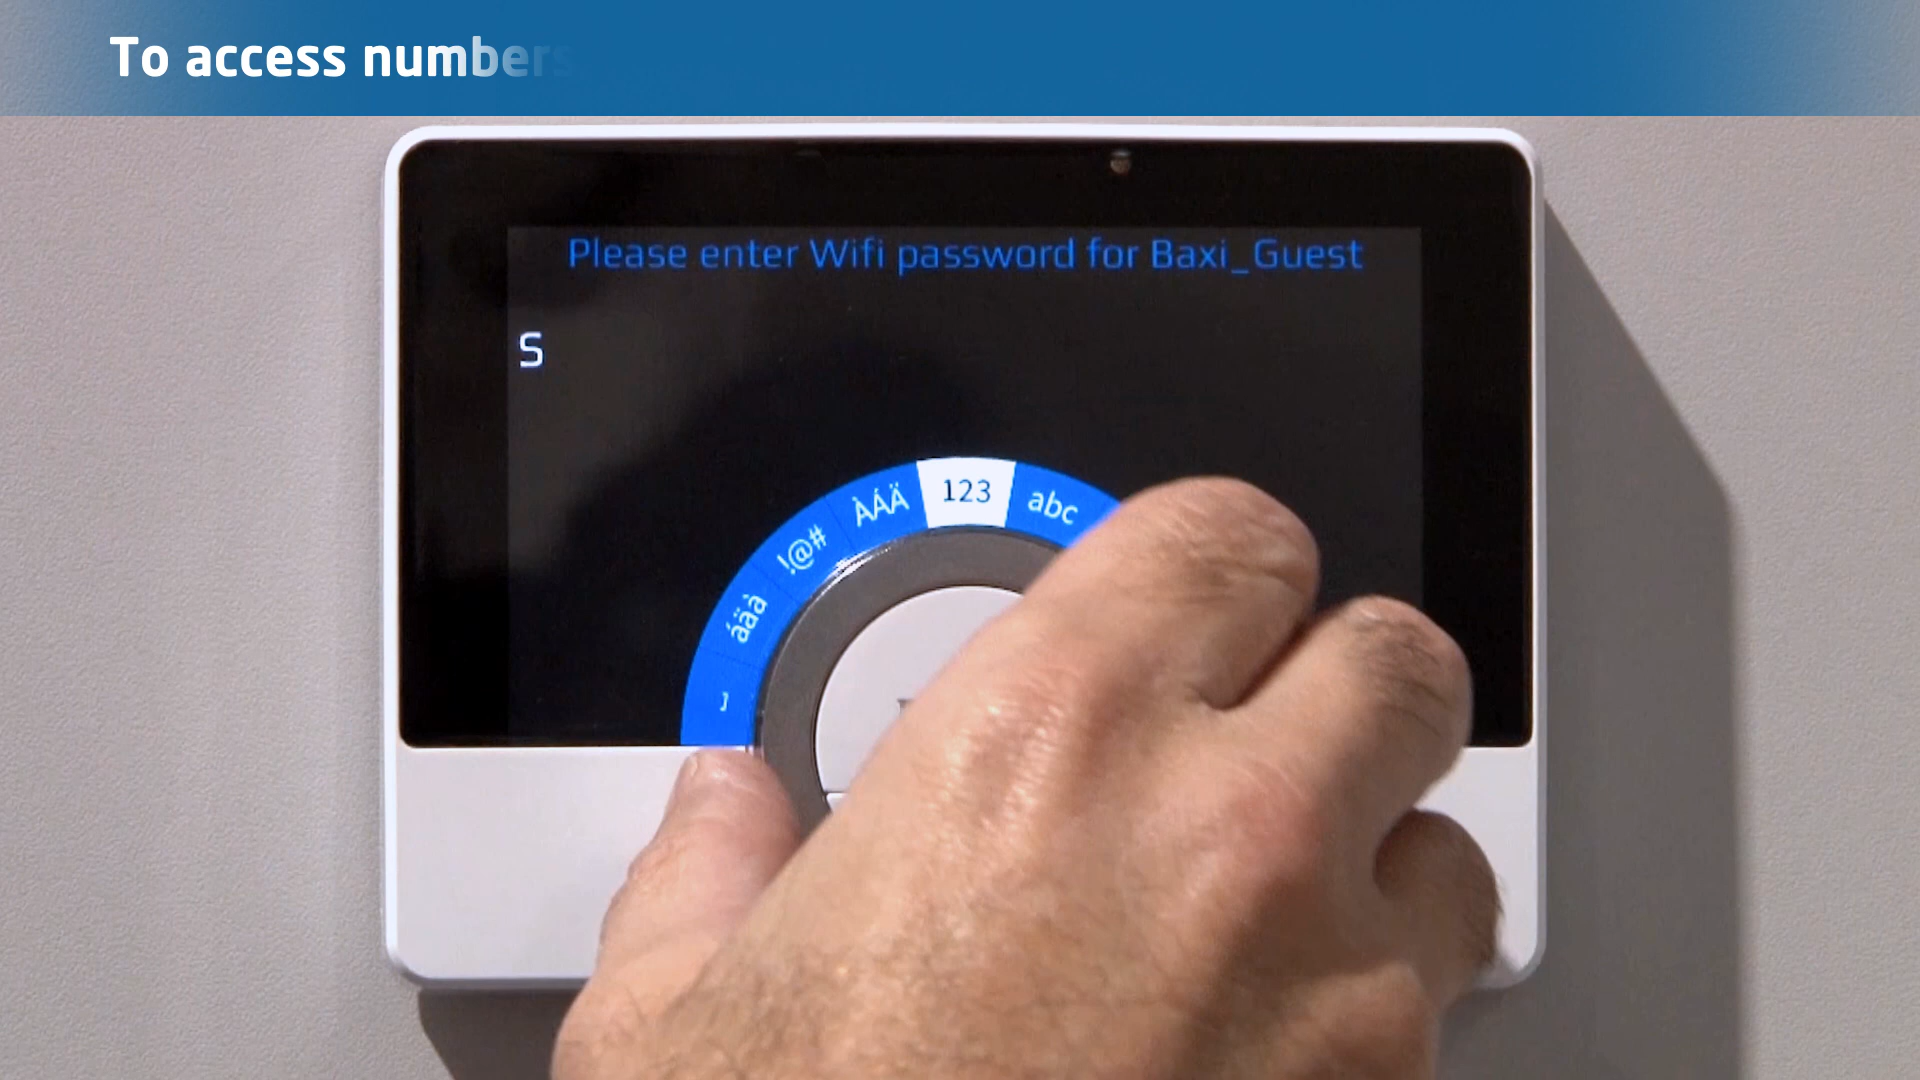 To access numbers
Please enter Wifi password for Baxi_Guest
S
áäà
!@#
ÀÁÄ
123
abc